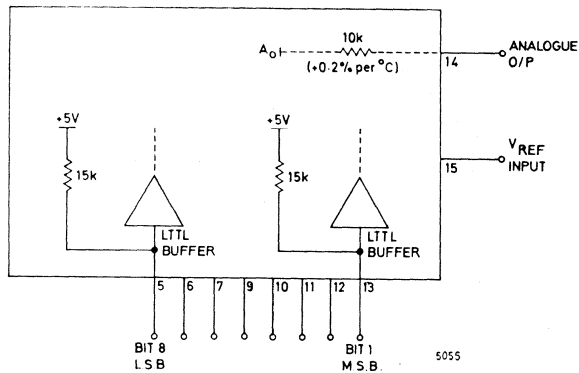 10k
A₀
(+0.2% per °C)
14
ANALOGUE
O/P
+5V
+5V
VREF
INPUT
15
15k
15k
LTTL
BUFFER
LTTL
BUFFER
5
6
7
9
10
11
12
13
BIT 8
L.S.B
BIT 1
M.S.B.
5055